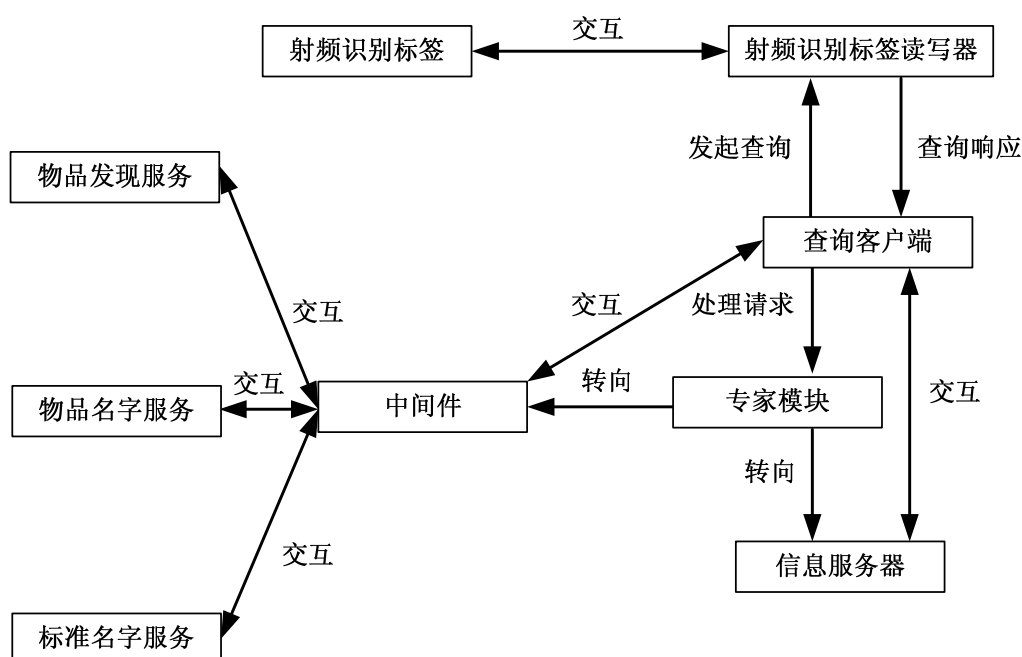 交互
射频识别标签
射频识别标签读写器
发起查询
查询响应
物品发现服务
查询客户端
交互
交互
处理请求
交互
转向
物品名字服务
中间件
专家模块
交互
转向
交互
信息服务器
标准名字服务